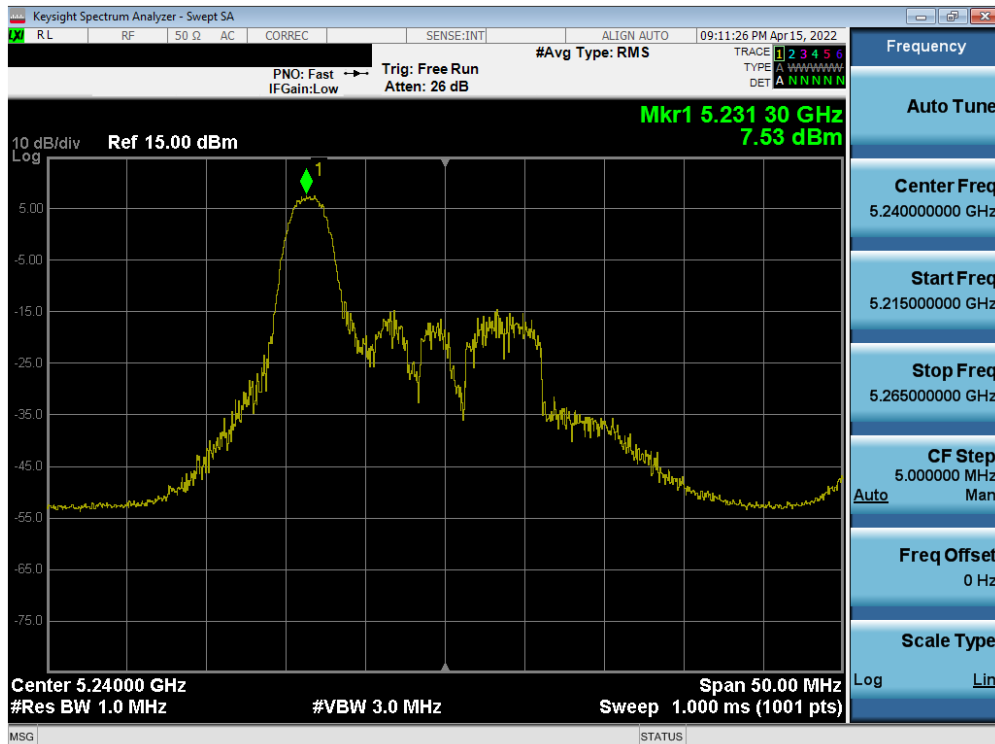 Keysight Spectrum Analyzer - Swept SA
LXI RL RF 50 Ω AC CORREC SENSE:INT ALIGN AUTO 09:11:26 PM Apr 15, 2022
PNO: Fast
IFGain:Low
Trig: Free Run
Atten: 26 dB
#Avg Type: RMS
TRACE 1 2 3 4 5 6
TYPE A WWWWW
DET A N N N N N
Mkr1 5.231 30 GHz
7.53 dBm
10 dB/div Ref 15.00 dBm
Log
1
5.00
-5.00
-15.0
-25.0
-35.0
-45.0
-55.0
-65.0
-75.0
Center 5.24000 GHz Span 50.00 MHz
#Res BW 1.0 MHz #VBW 3.0 MHz Sweep 1.000 ms (1001 pts)
MSG STATUS
Frequency
Auto Tune
Center Freq
5.240000000 GHz
Start Freq
5.215000000 GHz
Stop Freq
5.265000000 GHz
CF Step
5.000000 MHz
Auto Man
Freq Offset
0 Hz
Scale Type
Log Lin